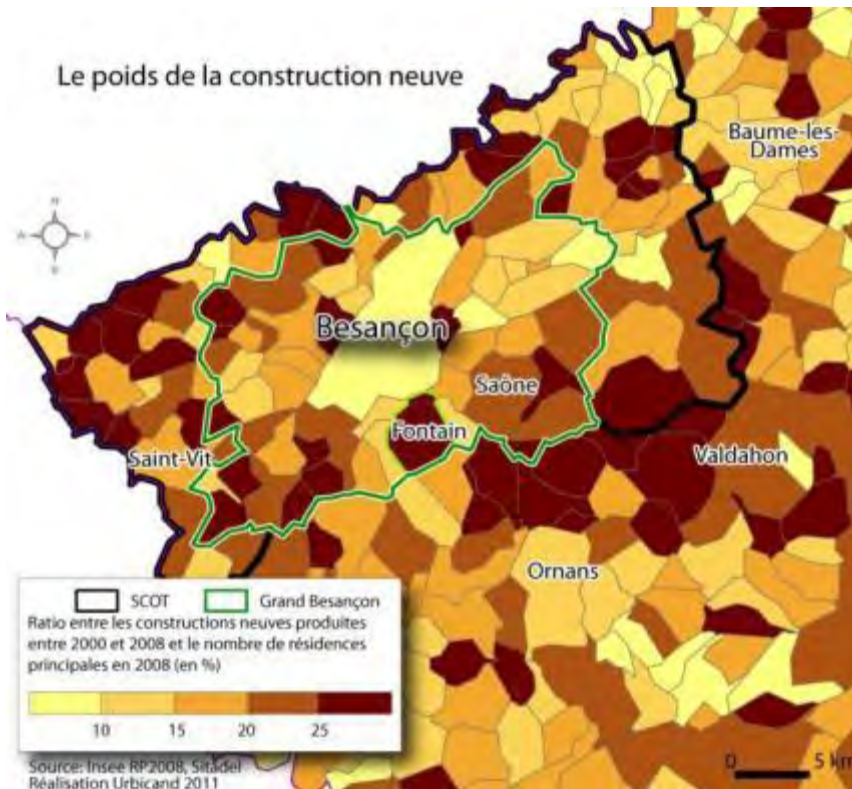 Le poids de la construction neuve
Baume-les-
Dames
N
E
Besançon
Saône
Fontain
Saint-Vit
Valdahon
Ornans
SCOT
Grand Besançon
Ratio entre les constructions neuves produites
entre 2000 et 2008 et le nombre de résidences
principales en 2008 (en %)
10 15 20 25
Source: Insee RP2008, Sitadel
Réalisation Urbicand 2011
0 5 km